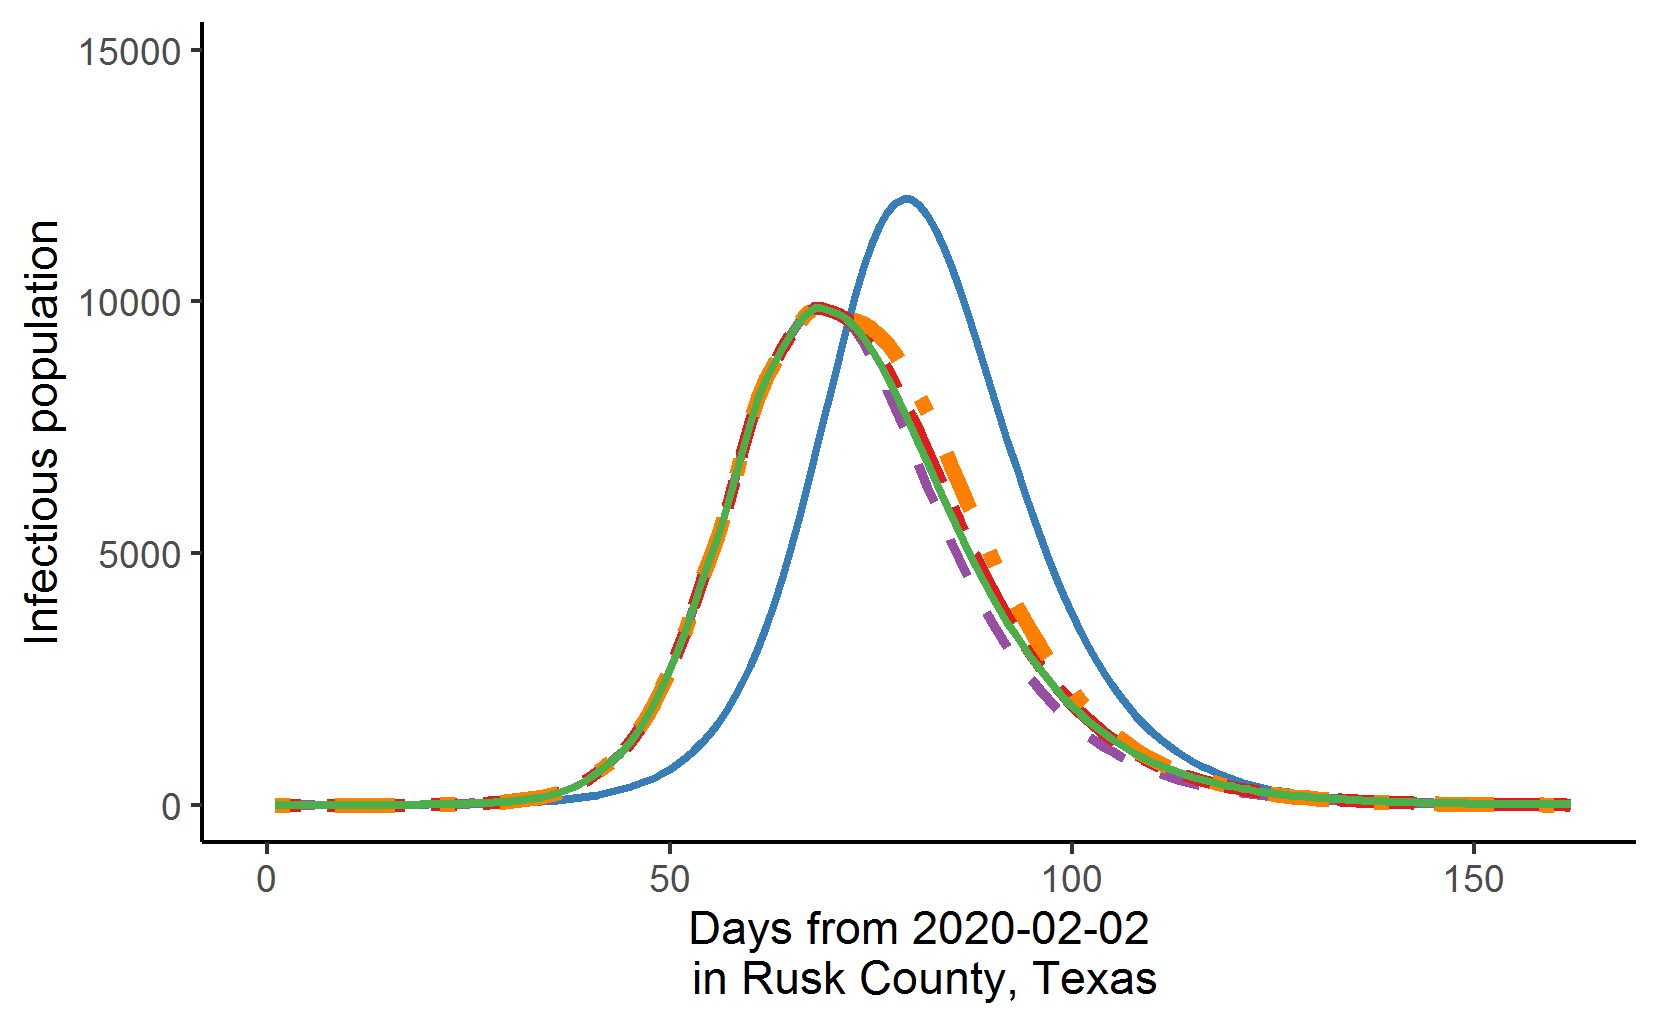 15000
10000
5000
0
Infectious population
0 50 100 150
Days from 2020-02-02
in Rusk County, Texas